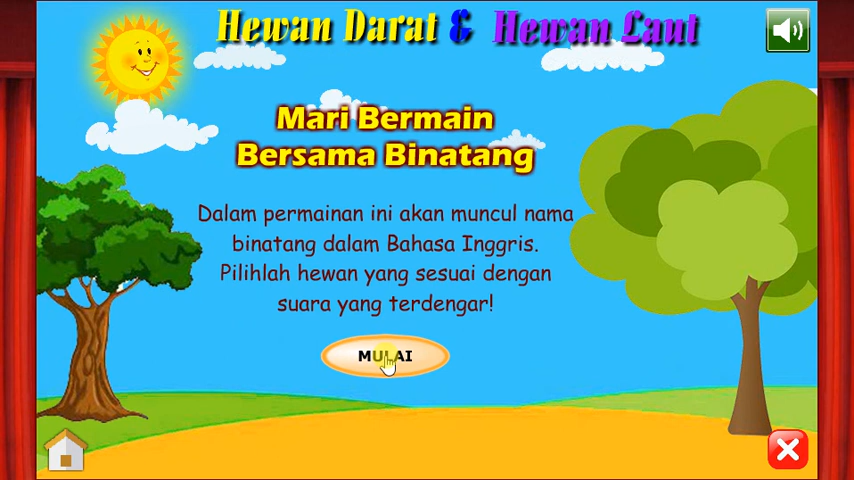 Hewan Darat & Hewan Laut
Mari Bermain
Bersama Binatang
Dalam permainan ini akan muncul nama
binatang dalam Bahasa Inggris.
Pilihlah hewan yang sesuai dengan
suara yang terdengar!
MULAI